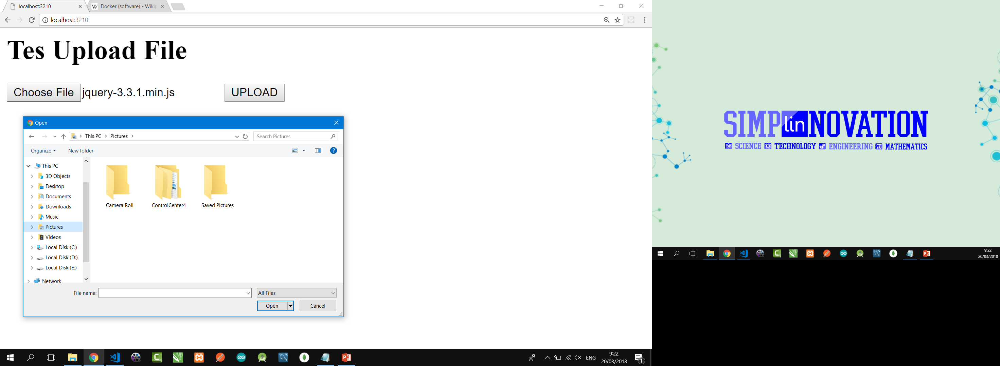 localhost:3210
Docker (software) - Wikip
localhost:3210
Tes Upload File
Choose File jquery-3.3.1.min.js UPLOAD
Open
This PC Pictures Search Pictures
Organize New folder
This PC
3D Objects
Desktop
Documents
Downloads
Music
Pictures
Videos
Local Disk (C:)
Local Disk (D:)
Local Disk (E:)
Network
Camera Roll ControlCenter4 Saved Pictures
File name: All Files
Open Cancel
ENG 9:22
20/03/2018 1
SIMPlinNOVATION
SCIENCE TECHNOLOGY ENGINEERING MATHEMATICS
9:22
20/03/2018